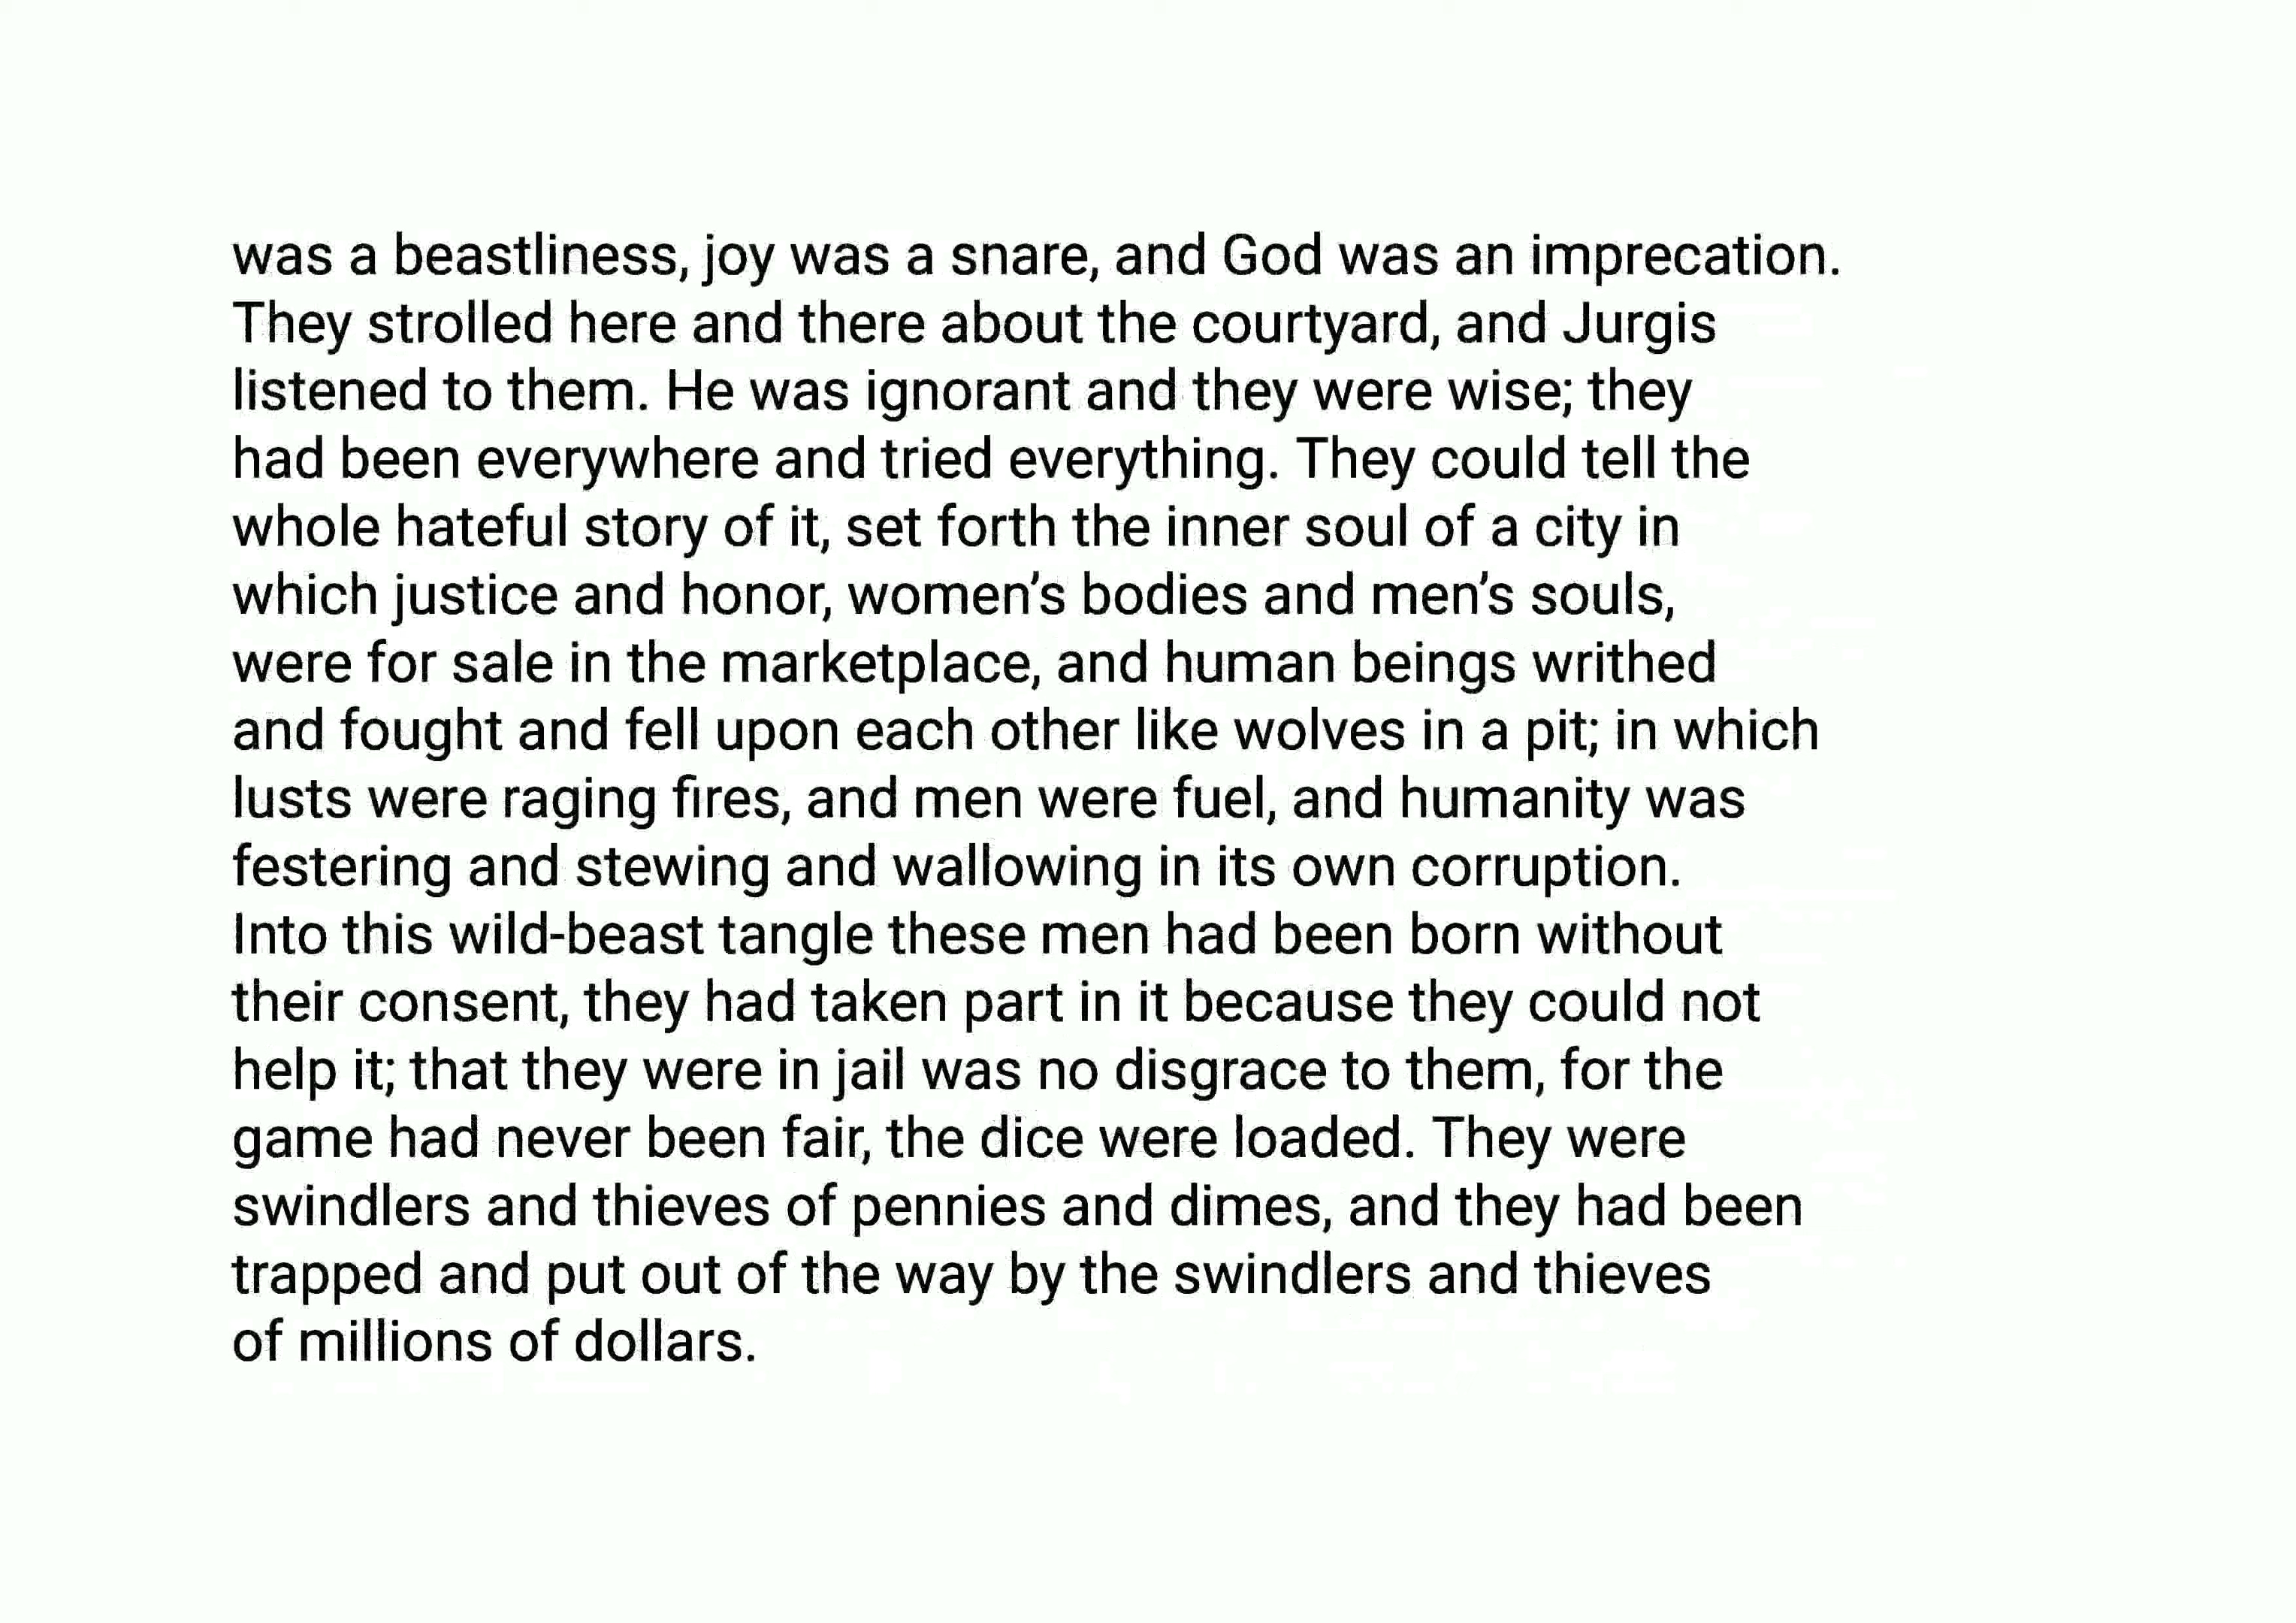 was a beastliness, joy was a snare, and God was an imprecation.
They strolled here and there about the courtyard, and Jurgis
listened to them. He was ignorant and they were wise; they
had been everywhere and tried everything. They could tell the
whole hateful story of it, set forth the inner soul of a city in
which justice and honor, women’s bodies and men’s souls,
were for sale in the marketplace, and human beings writhed
and fought and fell upon each other like wolves in a pit; in which
lusts were raging fires, and men were fuel, and humanity was
festering and stewing and wallowing in its own corruption.
Into this wild-beast tangle these men had been born without
their consent, they had taken part in it because they could not
help it; that they were in jail was no disgrace to them, for the
game had never been fair, the dice were loaded. They were
swindlers and thieves of pennies and dimes, and they had been
trapped and put out of the way by the swindlers and thieves
of millions of dollars.